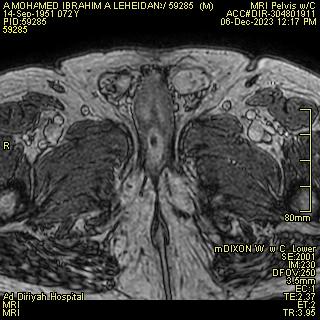 A MOHAMED IBRAHIM A LEHEIDAN:/ 59285 (M)
MRI Pelvis w/C
14-Sep-1951 072Y
ACC#DIR-304801911
PID:59285
06-Dec-2023 12:17 PM
59285
R
80mm
mDIXON W w C Lower
SE:2001
IM:230
DFOV:250
3.5mm
EC:1
Ad Diriyah Hospital
TE:2.37
MRI
ET:2
MRI
TR:3.95